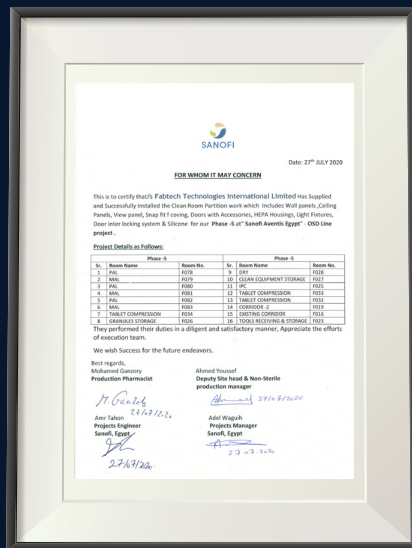 SANOFI
Date: 27th JULY 2020
FOR WHOM IT MAY CONCERN
This is to certify that/s Fabtech Technologies International Limited Has Supplied
and Successfully Installed the Clean Room Partition work which Includes Wall panels ,Ceiling
Panels, View panel, Snap fit f coving, Doors with Accessories, HEPA Housings, Light Fixtures,
Door inter locking system & Silicone for our Phase -5 at" Sanofi Aventis Egypt" - OSD Line
project .
Project Details as Follows:
Phase -5 Phase -5
Sr. Room Name Room No. Sr. Room Name Room No.
1 PAL F078 9 DRY F028
2 MAL F079 10 CLEAN EQUIPMENT STORAGE F027
3 PAL F080 11 IPC F025
4 MAL F081 12 TABLET COMPRESSION F033
5 PAL F082 13 TABLET COMPRESSION F032
6 MAL F083 14 CORRIDOR -2 F019
7 TABLET COMPRESSION F034 15 EXISTING CORRIDOR F016
8 GRANULES STORAGE F026 16 TOOLS RECEIVING & STORAGE F023
They performed their duties in a diligent and satisfactory manner, Appreciate the efforts
of execution team.
We wish Success for the future endeavors.
Best regards,
Mohamed Ganzory Ahmed Youssef
Production Pharmacist Deputy Site head & Non-Sterile
production manager
M. Ganzory 27/07/2020
27/07/2020
Amr Tahon Adel Waguih
Projects Engineer Projects Manager
Sanofi, Egypt Sanofi, Egypt
27.07.2020
27/07/2020